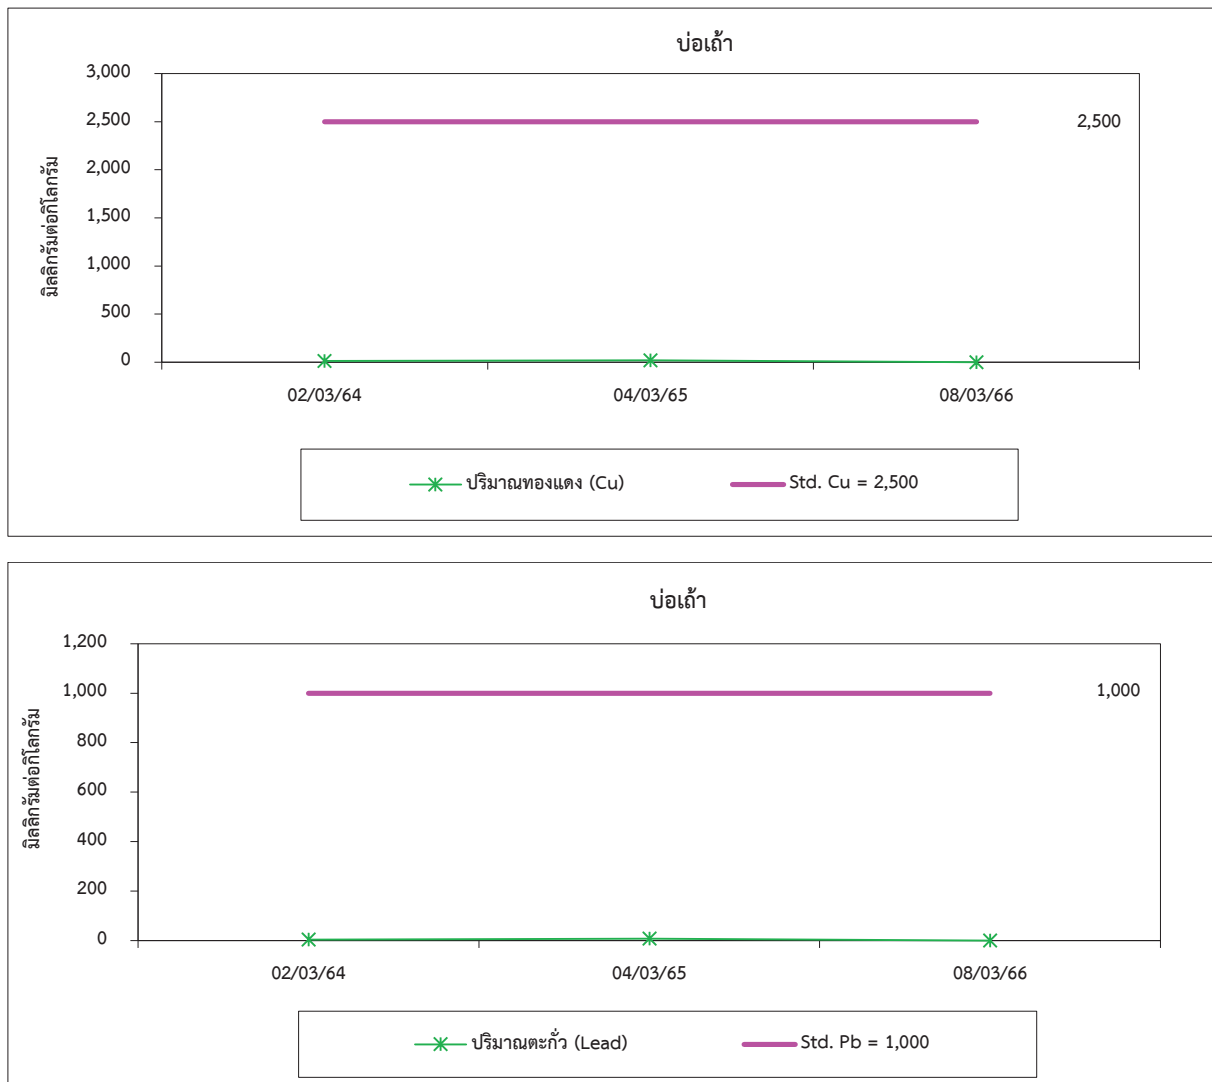 บ่อเถ้า
3,000
2,500
2,500
2,000
1,500
1,000
500
0
มิลลิกรัมต่อกิโลกรัม
02/03/64 04/03/65 08/03/66
ปริมาณทองแดง (Cu) Std. Cu = 2,500
บ่อเถ้า
1,200
1,000
1,000
800
600
400
200
0
มิลลิกรัมต่อกิโลกรัม
02/03/64 04/03/65 08/03/66
ปริมาณตะกั่ว (Lead) Std. Pb = 1,000